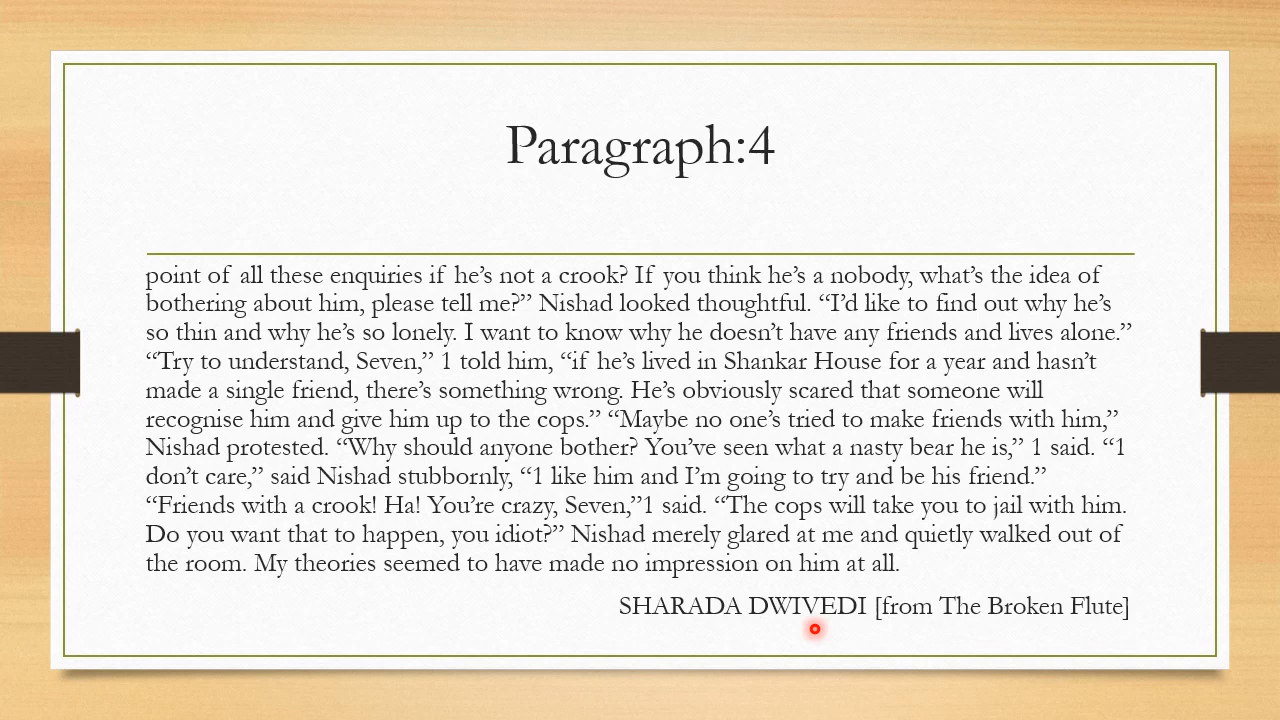 Paragraph:4
point of all these enquiries if he’s not a crook? If you think he’s a nobody, what’s the idea of
bothering about him, please tell me?” Nishad looked thoughtful. “I’d like to find out why he’s
so thin and why he’s so lonely. I want to know why he doesn’t have any friends and lives alone.”
“Try to understand, Seven,” 1 told him, “if he’s lived in Shankar House for a year and hasn’t
made a single friend, there’s something wrong. He’s obviously scared that someone will
recognise him and give him up to the cops.” “Maybe no one’s tried to make friends with him,”
Nishad protested. “Why should anyone bother? You’ve seen what a nasty bear he is,” 1 said. “1
don’t care,” said Nishad stubbornly, “1 like him and I’m going to try and be his friend.”
“Friends with a crook! Ha! You’re crazy, Seven,”1 said. “The cops will take you to jail with him.
Do you want that to happen, you idiot?” Nishad merely glared at me and quietly walked out of
the room. My theories seemed to have made no impression on him at all.
SHARADA DWIVEDI [from The Broken Flute]